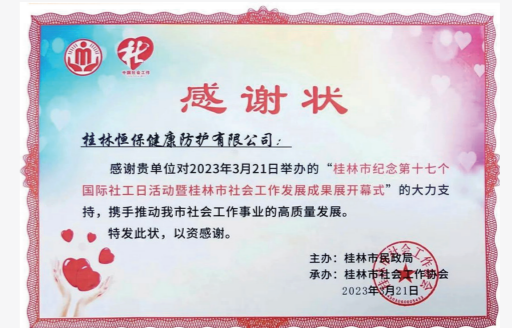 中国社会工作
感谢状
桂林恒保健康防护有限公司：
感谢贵单位对2023年3月21日举办的“桂林市纪念第十七个
国际社工日活动暨桂林市社会工作发展成果展开幕式”的大力支
持，携手推动我市社会工作事业的高质量发展。
特发此状，以资感谢。
主办：桂林市民政局
承办：桂林市社会工作协会
2023年3月21日